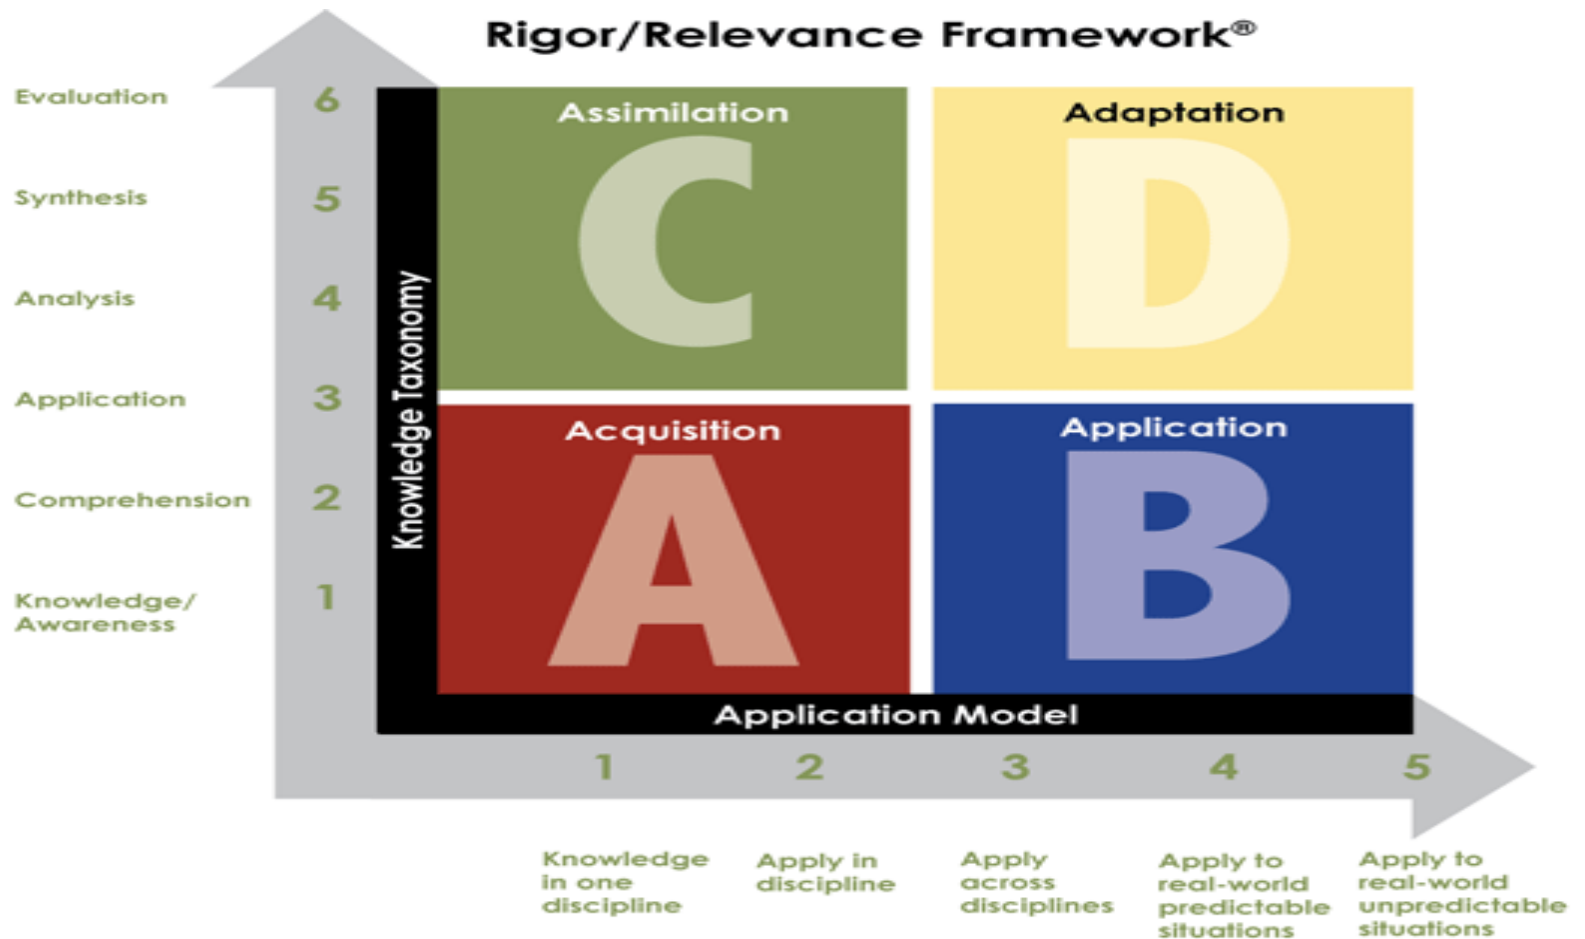 Rigor/Relevance Framework®
Evaluation
6
Synthesis
5
Analysis
4
Application
3
Comprehension
2
Knowledge/
Awareness
1
Knowledge Taxonomy
Assimilation
C
Adaptation
D
Acquisition
A
Application
B
Application Model
1
2
3
4
5
Knowledge
in one
discipline
Apply in
discipline
Apply
across
disciplines
Apply to
real-world
predictable
situations
Apply to
real-world
unpredictable
situations